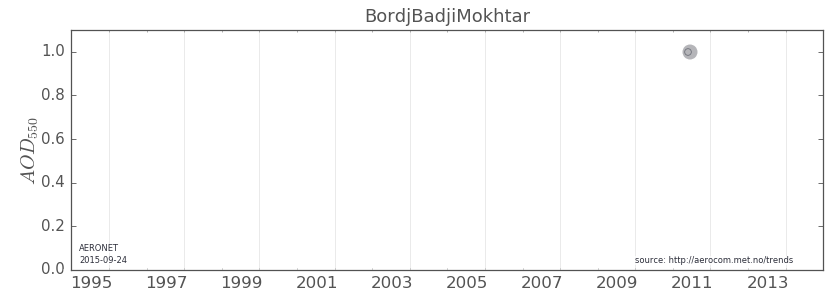 BordjBadjiMokhtar
1.0
0.8
0.6
0.4
0.2
0.0
AOD550
AERONET
2015-09-24
source: http://aerocom.met.no/trends
1995 1997 1999 2001 2003 2005 2007 2009 2011 2013